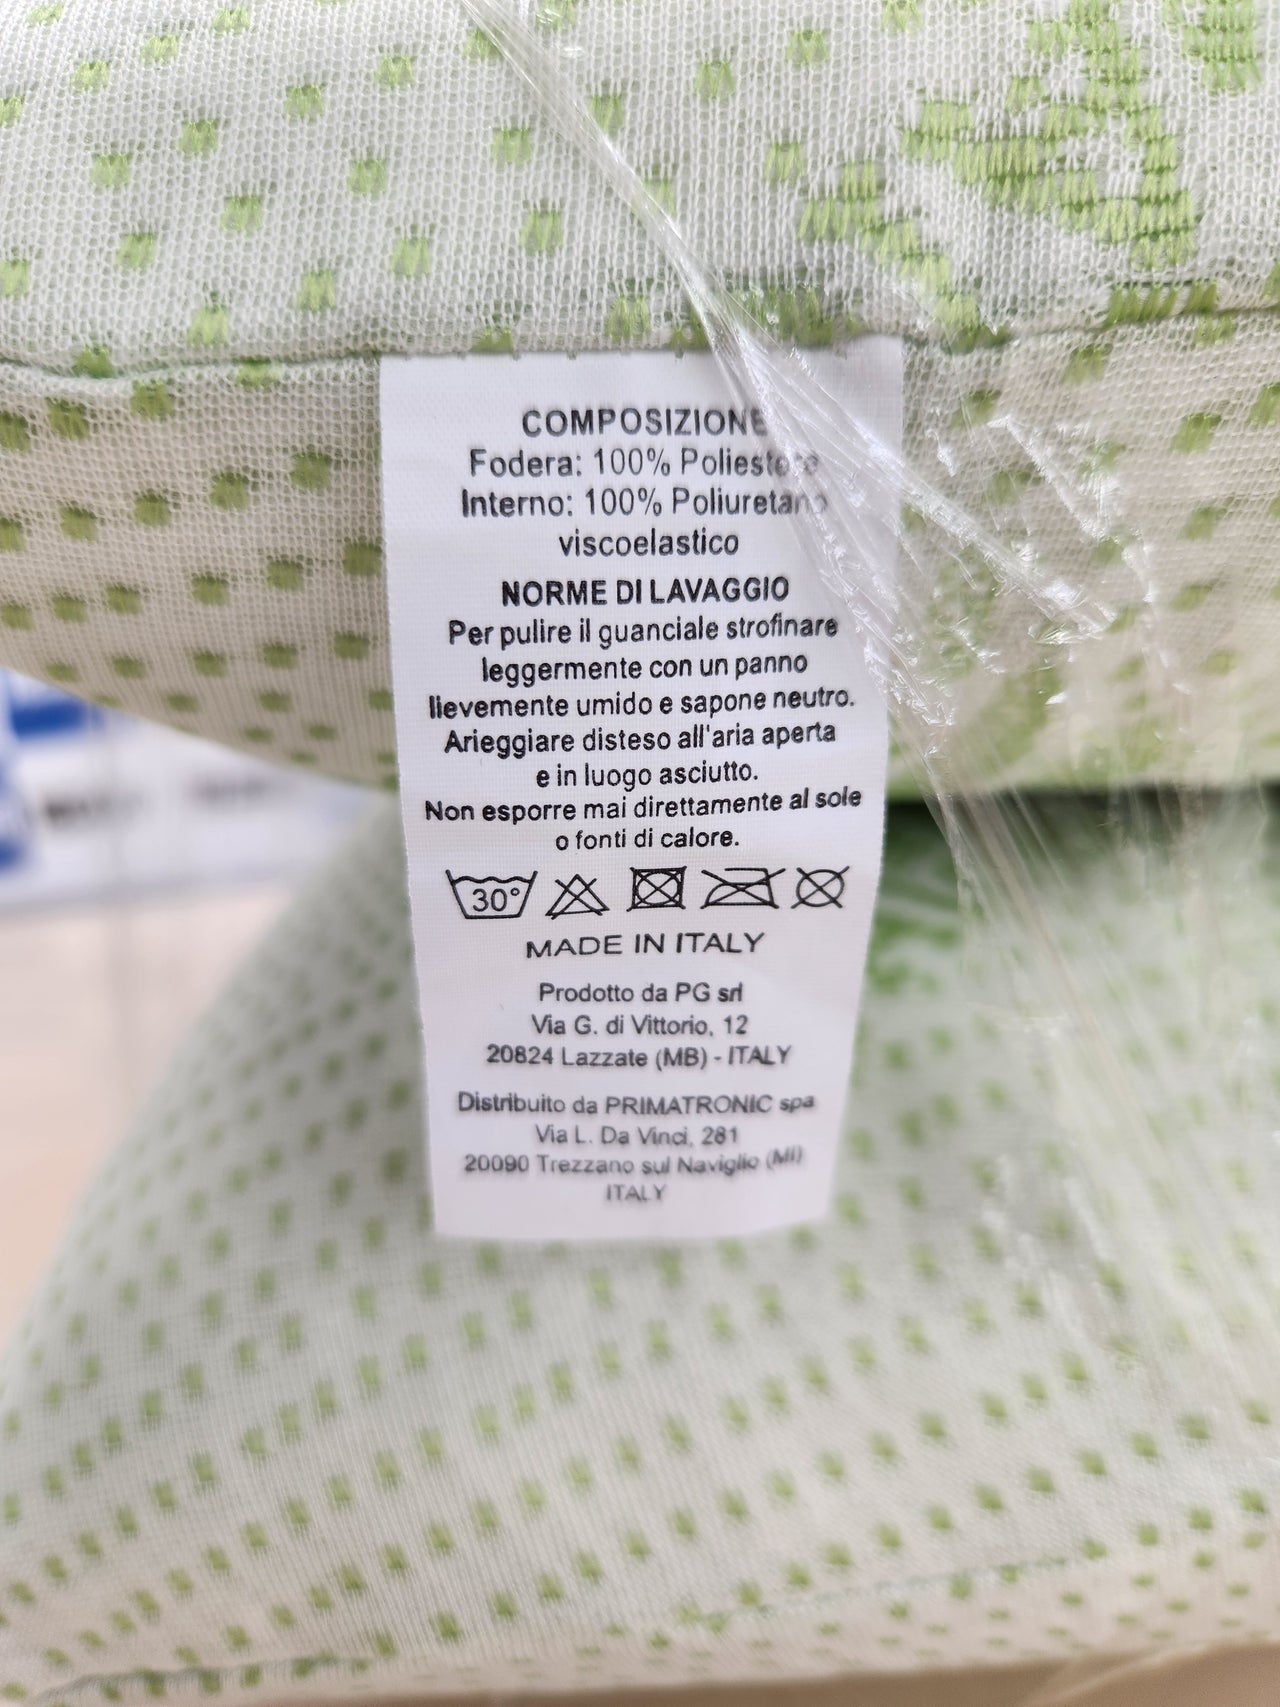 COMPOSIZIONE
Fodera: 100% Poliestere
Interno: 100% Poliuretano
viscoelastico
NORME DI LAVAGGIO
Per pulire il guanciale strofinare
leggermente con un panno
lievemente umido e sapone neutro.
Arieggiare disteso all'aria aperta
e in luogo asciutto.
Non esporre mai direttamente al sole
o fonti di calore.
30°
MADE IN ITALY
Prodotto da PG srl
Via G. di Vittorio, 12
20824 Lazzate (MB) - ITALY
Distribuito da PRIMATRONIC spa
Via L. Da Vinci, 281
20090 Trezzano sul Naviglio (MI)
ITALY